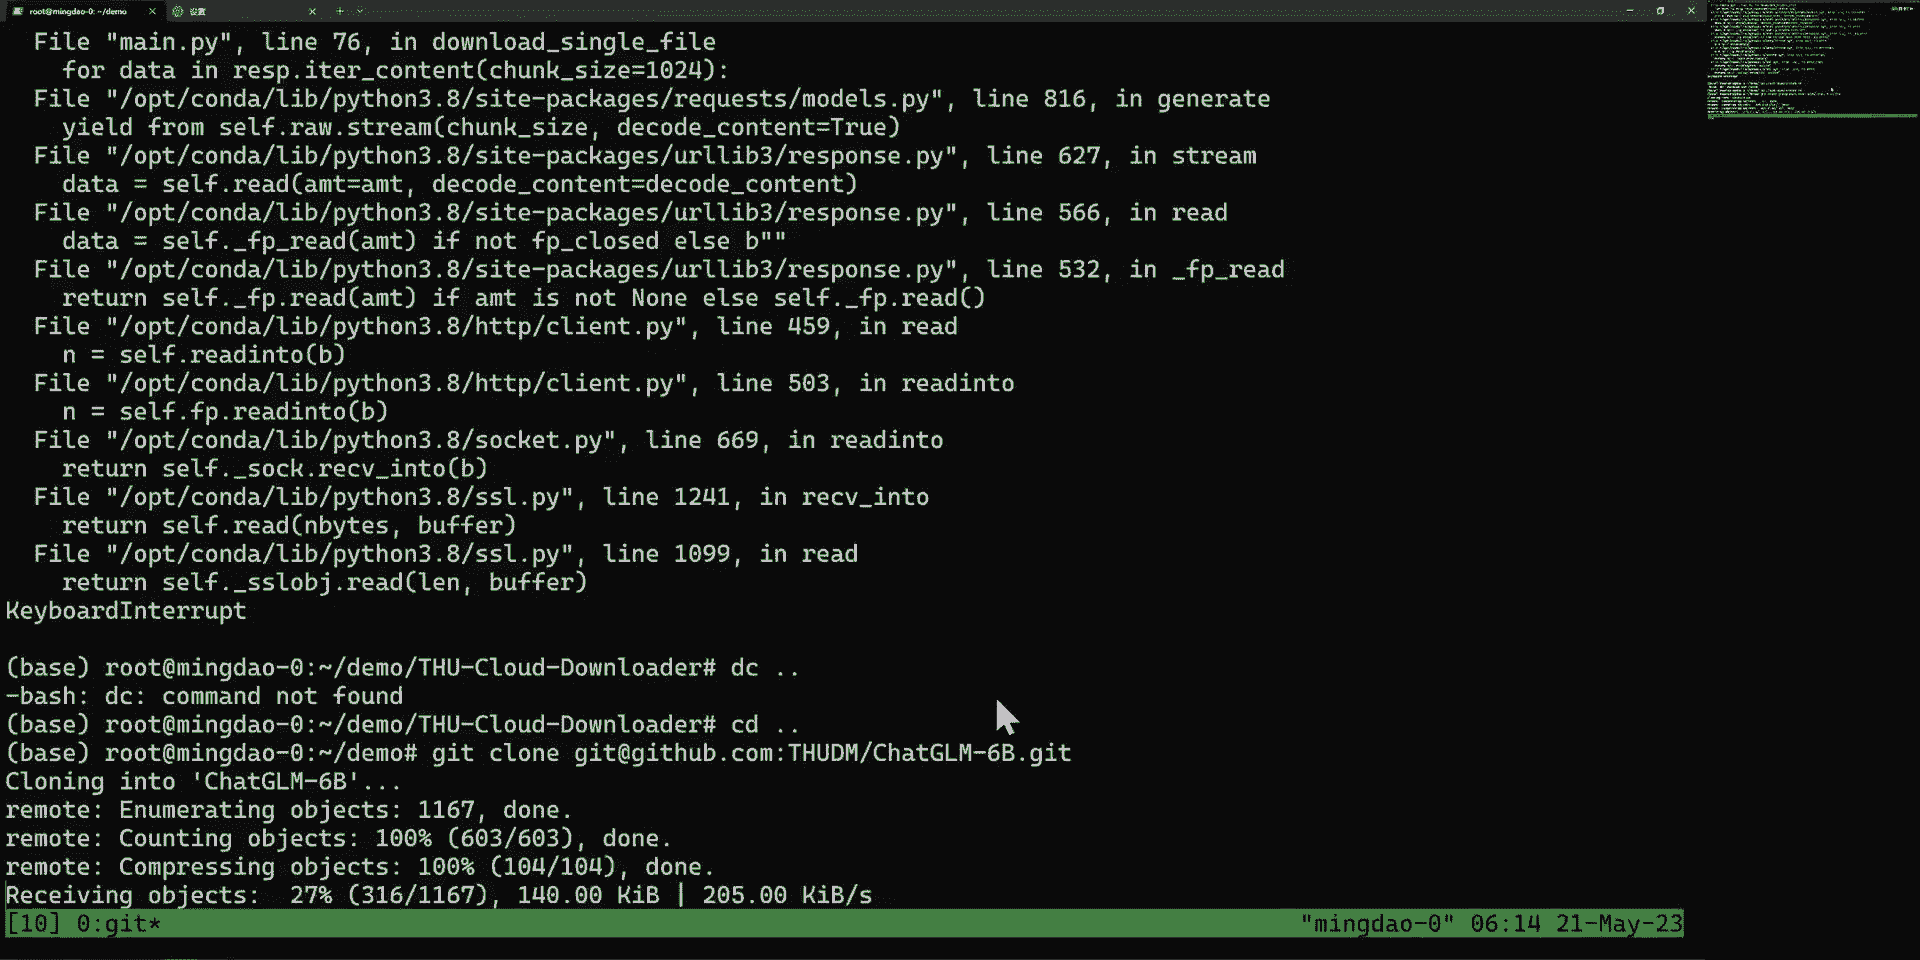 root@mingdao-0: ~/demo
设置
File "main.py", line 76, in download_single_file
for data in resp.iter_content(chunk_size=1024):
File "/opt/conda/lib/python3.8/site-packages/requests/models.py", line 816, in generate
yield from self.raw.stream(chunk_size, decode_content=True)
File "/opt/conda/lib/python3.8/site-packages/urllib3/response.py", line 627, in stream
data = self.read(amt=amt, decode_content=decode_content)
File "/opt/conda/lib/python3.8/site-packages/urllib3/response.py", line 566, in read
data = self._fp_read(amt) if not fp_closed else b""
File "/opt/conda/lib/python3.8/site-packages/urllib3/response.py", line 532, in _fp_read
return self._fp.read(amt) if amt is not None else self._fp.read()
File "/opt/conda/lib/python3.8/http/client.py", line 459, in read
n = self.readinto(b)
File "/opt/conda/lib/python3.8/http/client.py", line 503, in readinto
n = self.fp.readinto(b)
File "/opt/conda/lib/python3.8/socket.py", line 669, in readinto
return self._sock.recv_into(b)
File "/opt/conda/lib/python3.8/ssl.py", line 1241, in recv_into
return self.read(nbytes, buffer)
File "/opt/conda/lib/python3.8/ssl.py", line 1099, in read
return self._sslobj.read(len, buffer)
KeyboardInterrupt
(base) root@mingdao-0:~/demo/THU-Cloud-Downloader# dc ..
-bash: dc: command not found
(base) root@mingdao-0:~/demo/THU-Cloud-Downloader# cd ..
(base) root@mingdao-0:~/demo# git clone git@github.com:THUDM/ChatGLM-6B.git
Cloning into 'ChatGLM-6B'...
remote: Enumerating objects: 1167, done.
remote: Counting objects: 100% (603/603), done.
remote: Compressing objects: 100% (104/104), done.
Receiving objects:  27% (316/1167), 140.00 KiB | 205.00 KiB/s
[10] 0:git* "mingdao-0" 06:14 21-May-23